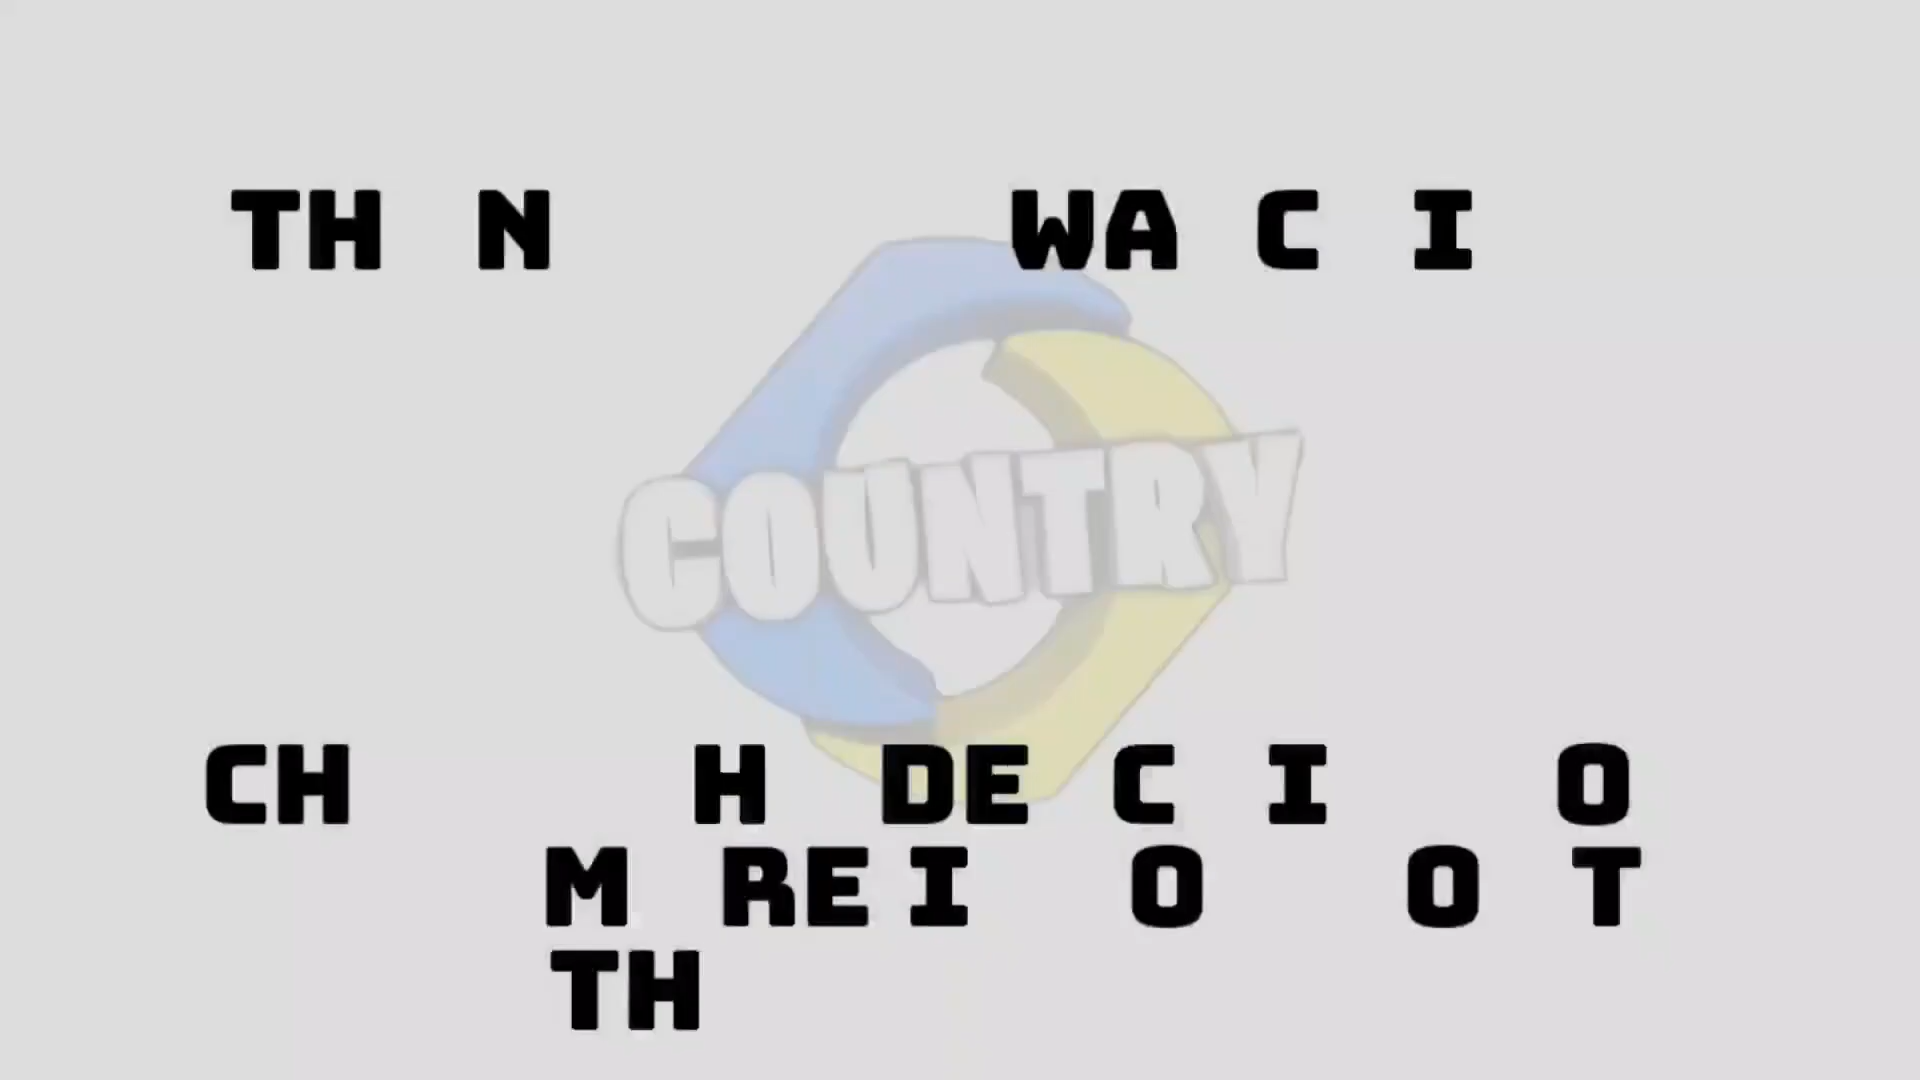 TH N WA C I
COUNTRY
CH H DE C I O
M RE I O O T
TH